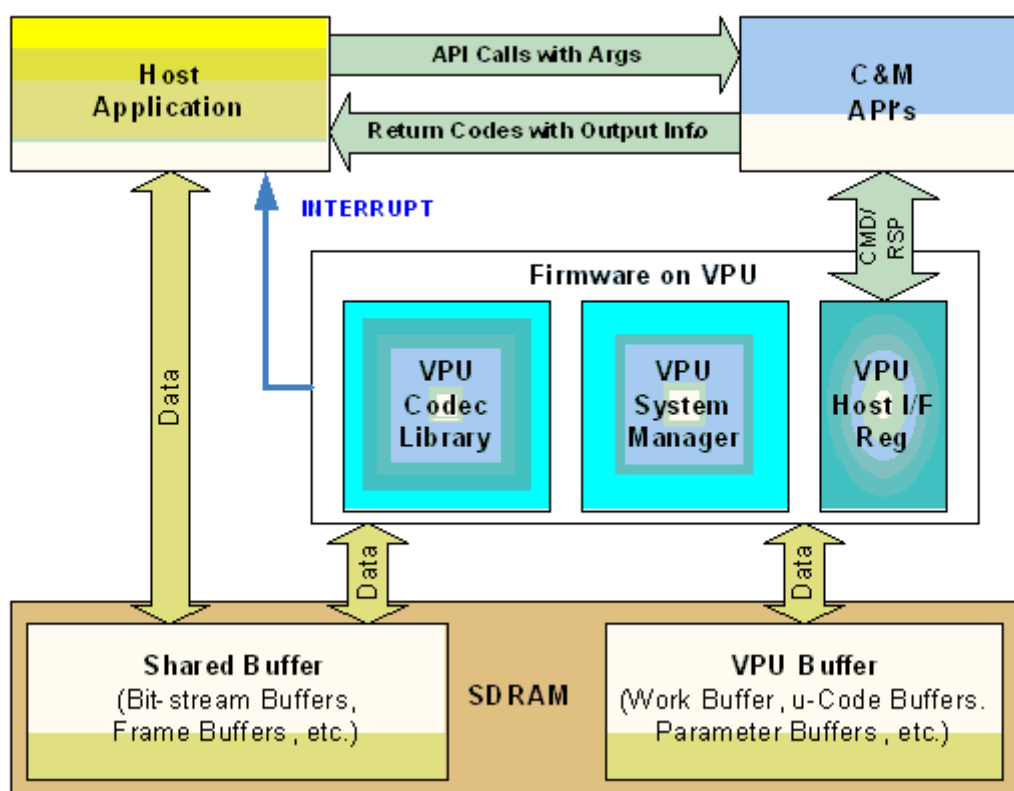 Host
Application
API Calls with Args
C&M
API's
Return Codes with Output Info.
INTERRUPT
CMD/
RSP
Firmware on VPU
VPU
Codec
Library
VPU
System
Manager
VPU
Host I/F
Reg
Data
Data
Data
Shared Buffer
(Bit-stream Buffers,
Frame Buffers, etc.)
SDRAM
VPU Buffer
(Work Buffer, u-Code Buffers.
Parameter Buffers, etc.)